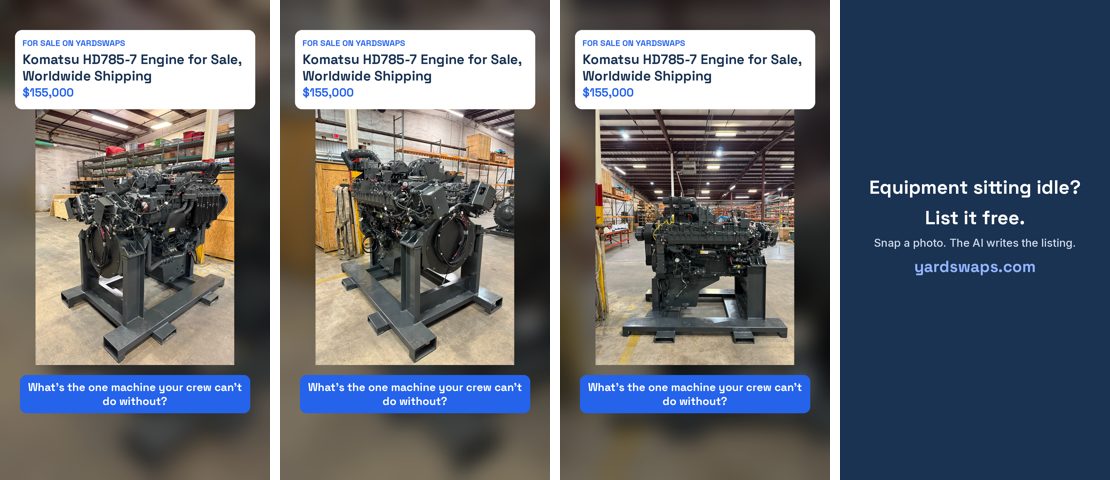 FOR SALE ON YARDSWAPS
Komatsu HD785-7 Engine for Sale,
Worldwide Shipping
$155,000
What's the one machine your crew can't
do without?
FOR SALE ON YARDSWAPS
Komatsu HD785-7 Engine for Sale,
Worldwide Shipping
$155,000
What's the one machine your crew can't
do without?
FOR SALE ON YARDSWAPS
Komatsu HD785-7 Engine for Sale,
Worldwide Shipping
$155,000
What's the one machine your crew can't
do without?
Equipment sitting idle?
List it free.
Snap a photo. The AI writes the listing.
yardswaps.com